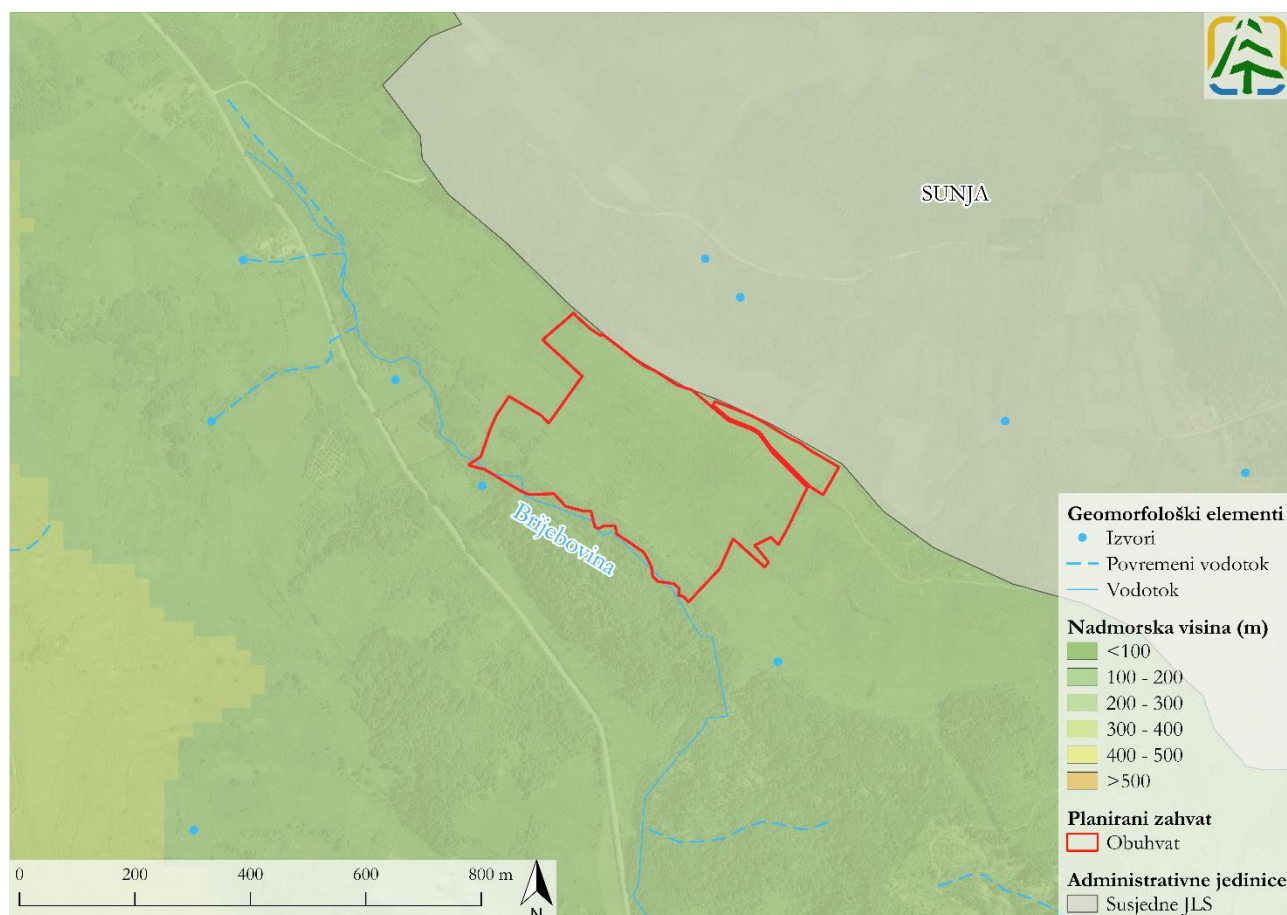 SUNJA
Brijebovina
Geomorfološki elementi
Izvori
Povremeni vodotok
Vodotok
Nadmorska visina (m)
<100
100 - 200
200 - 300
300 - 400
400 - 500
>500
Planirani zahvat
Obuhvat
Administrativne jedinice
Susjedne JLS
0 200 400 600 800 m
N